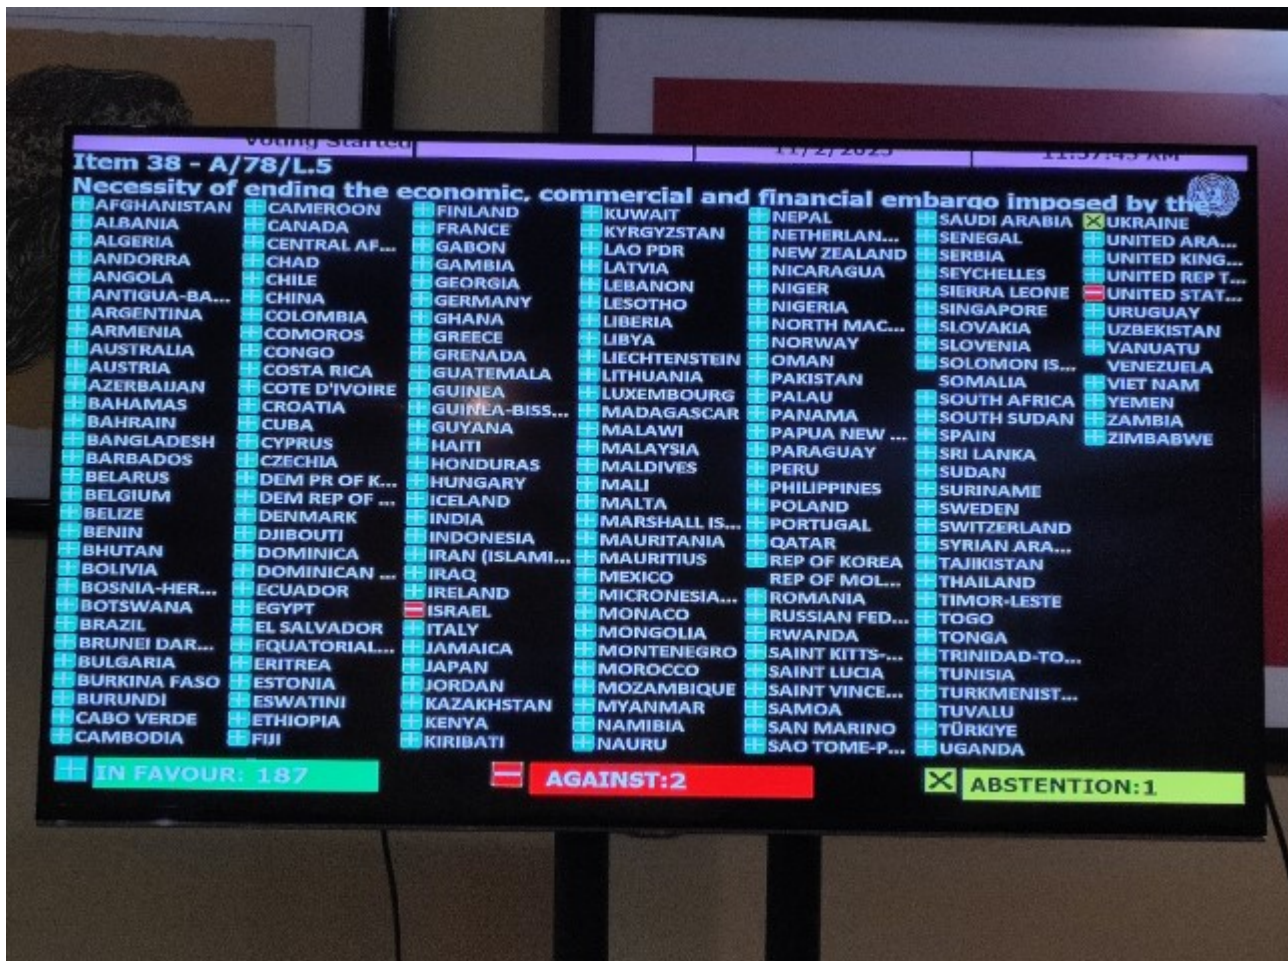 Voting Started 11/2/2023 11:57:45 AM
Item 38 - A/78/L.5
Necessity of ending the economic, commercial and financial embargo imposed by the
AFGHANISTAN
ALBANIA
ALGERIA
ANDORRA
ANGOLA
ANTIGUA-BA...
ARGENTINA
ARMENIA
AUSTRALIA
AUSTRIA
AZERBAIJAN
BAHAMAS
BAHRAIN
BANGLADESH
BARBADOS
BELARUS
BELGIUM
BELIZE
BENIN
BHUTAN
BOLIVIA
BOSNIA-HER...
BOTSWANA
BRAZIL
BRUNEI DAR...
BULGARIA
BURKINA FASO
BURUNDI
CABO VERDE
CAMBODIA
CAMEROON
CANADA
CENTRAL AF...
CHAD
CHILE
CHINA
COLOMBIA
COMOROS
CONGO
COSTA RICA
COTE D'IVOIRE
CROATIA
CUBA
CYPRUS
CZECHIA
DEM PR OF K...
DEM REP OF ...
DENMARK
DJIBOUTI
DOMINICA
DOMINICAN ...
ECUADOR
EGYPT
EL SALVADOR
EQUATORIAL...
ERITREA
ESTONIA
ESWATINI
ETHIOPIA
FIJI
FINLAND
FRANCE
GABON
GAMBIA
GEORGIA
GERMANY
GHANA
GREECE
GRENADA
GUATEMALA
GUINEA
GUINEA-BISS...
GUYANA
HAITI
HONDURAS
HUNGARY
ICELAND
INDIA
INDONESIA
IRAN (ISLAMI...
IRAQ
IRELAND
ISRAEL
ITALY
JAMAICA
JAPAN
JORDAN
KAZAKHSTAN
KENYA
KIRIBATI
KUWAIT
KYRGYZSTAN
LAO PDR
LATVIA
LEBANON
LESOTHO
LIBERIA
LIBYA
LIECHTENSTEIN
LITHUANIA
LUXEMBOURG
MADAGASCAR
MALAWI
MALAYSIA
MALDIVES
MALI
MALTA
MARSHALL IS...
MAURITANIA
MAURITIUS
MEXICO
MICRONESIA...
MONACO
MONGOLIA
MONTENEGRO
MOROCCO
MOZAMBIQUE
MYANMAR
NAMIBIA
NAURU
NEPAL
NETHERLAN...
NEW ZEALAND
NICARAGUA
NIGER
NIGERIA
NORTH MAC...
NORWAY
OMAN
PAKISTAN
PALAU
PANAMA
PAPUA NEW ...
PARAGUAY
PERU
PHILIPPINES
POLAND
PORTUGAL
QATAR
REP OF KOREA
REP OF MOL...
ROMANIA
RUSSIAN FED...
RWANDA
SAINT KITTS-...
SAINT LUCIA
SAINT VINCE...
SAMOA
SAN MARINO
SAO TOME-P...
SAUDI ARABIA
SENEGAL
SERBIA
SEYCHELLES
SIERRA LEONE
SINGAPORE
SLOVAKIA
SLOVENIA
SOLOMON IS...
SOMALIA
SOUTH AFRICA
SOUTH SUDAN
SPAIN
SRI LANKA
SUDAN
SURINAME
SWEDEN
SWITZERLAND
SYRIAN ARA...
TAJIKISTAN
THAILAND
TIMOR-LESTE
TOGO
TONGA
TRINIDAD-TO...
TUNISIA
TURKMENIST...
TUVALU
TÜRKIYE
UGANDA
UKRAINE
UNITED ARA...
UNITED KING...
UNITED REP T...
UNITED STAT...
URUGUAY
UZBEKISTAN
VANUATU
VENEZUELA
VIET NAM
YEMEN
ZAMBIA
ZIMBABWE
IN FAVOUR: 187
AGAINST:2
ABSTENTION:1